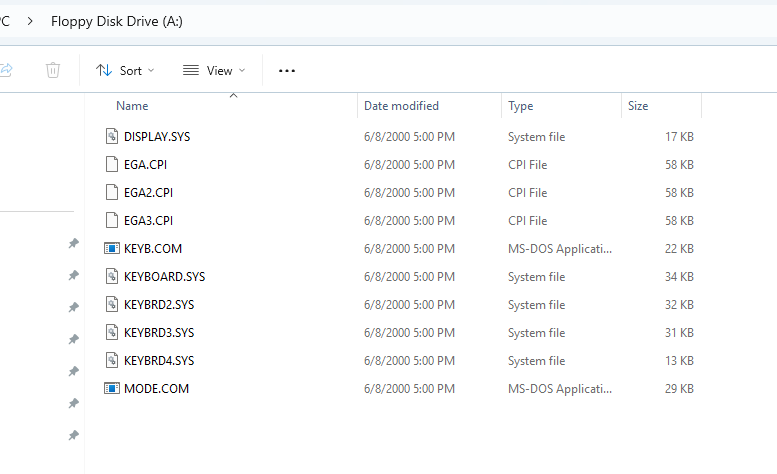 PC > Floppy Disk Drive (A:)
Sort View ...
Name Date modified Type Size
DISPLAY.SYS 6/8/2000 5:00 PM System file 17 KB
EGA.CPI 6/8/2000 5:00 PM CPI File 58 KB
EGA2.CPI 6/8/2000 5:00 PM CPI File 58 KB
EGA3.CPI 6/8/2000 5:00 PM CPI File 58 KB
KEYB.COM 6/8/2000 5:00 PM MS-DOS Applicati... 22 KB
KEYBOARD.SYS 6/8/2000 5:00 PM System file 34 KB
KEYBRD2.SYS 6/8/2000 5:00 PM System file 32 KB
KEYBRD3.SYS 6/8/2000 5:00 PM System file 31 KB
KEYBRD4.SYS 6/8/2000 5:00 PM System file 13 KB
MODE.COM 6/8/2000 5:00 PM MS-DOS Applicati... 29 KB